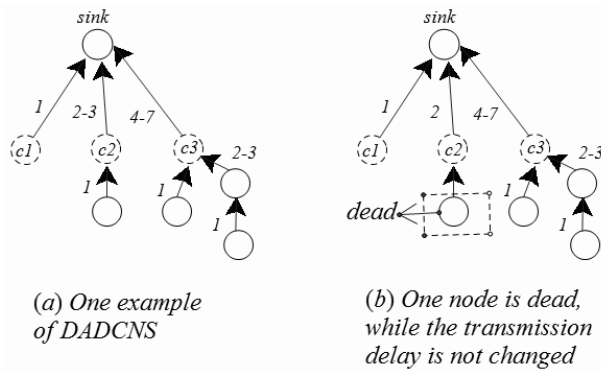 sink
1
2-3
4-7
c1
c2
c3
2-3
1
1
1
(a) One example
of DADCNS
sink
1
2
4-7
c1
c2
c3
2-3
dead
1
1
(b) One node is dead,
while the transmission
delay is not changed